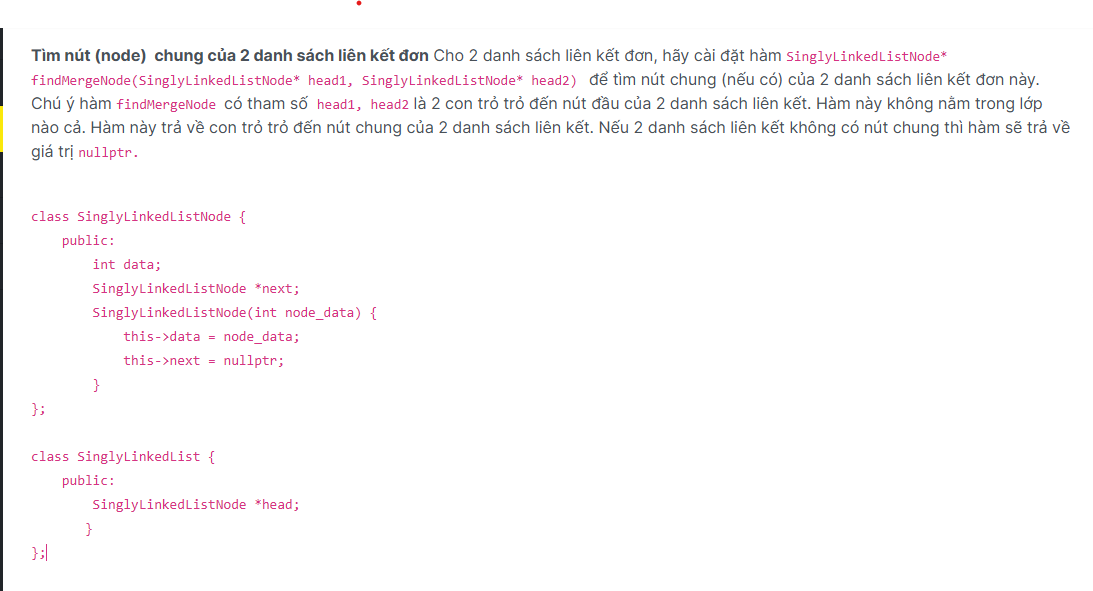 Tìm nút (node) chung của 2 danh sách liên kết đơn Cho 2 danh sách liên kết đơn, hãy cài đặt hàm SinglyLinkedListNode*
findMergeNode(SinglyLinkedListNode* head1, SinglyLinkedListNode* head2) để tìm nút chung (nếu có) của 2 danh sách liên kết đơn này.
Chú ý hàm findMergeNode có tham số head1, head2 là 2 con trỏ trỏ đến nút đầu của 2 danh sách liên kết. Hàm này không nằm trong lớp
nào cả. Hàm này trả về con trỏ trỏ đến nút chung của 2 danh sách liên kết. Nếu 2 danh sách liên kết không có nút chung thì hàm sẽ trả về
giá trị nullptr.
class SinglyLinkedListNode {
    public:
        int data;
        SinglyLinkedListNode *next;
        SinglyLinkedListNode(int node_data) {
            this->data = node_data;
            this->next = nullptr;
        }
};
class SinglyLinkedList {
    public:
        SinglyLinkedListNode *head;
       }
};